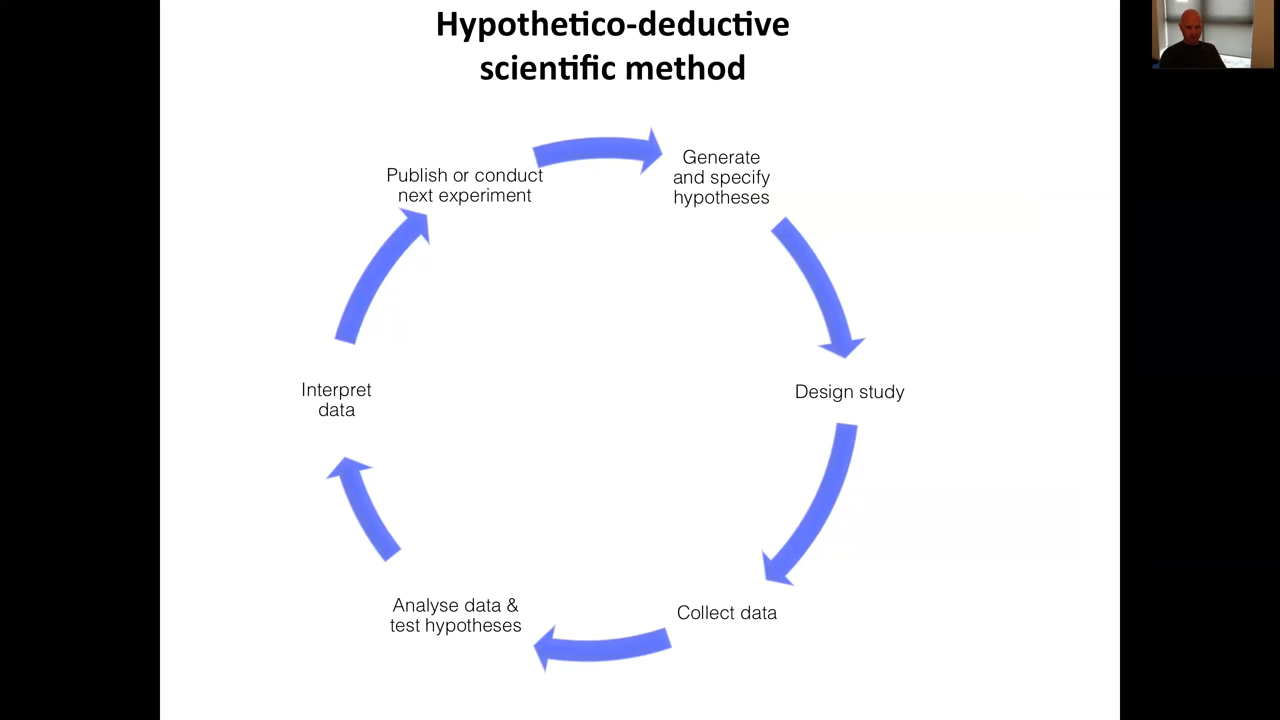 Hypothetico-deductive
scientific method
Publish or conduct
next experiment
Generate
and specify
hypotheses
Interpret
data
Design study
Analyse data &
test hypotheses
Collect data